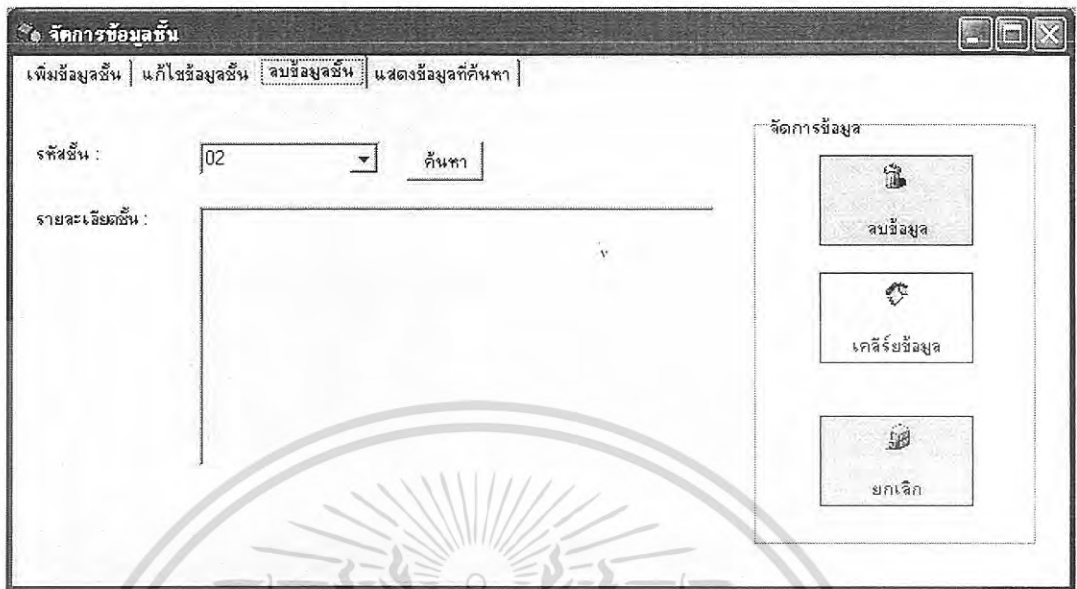 จัดการข้อมูลชั้น
เพิ่มข้อมูลชั้น แก้ไขข้อมูลชั้น ลบข้อมูลชั้น แสดงข้อมูลที่ค้นหา
รหัสชั้น : 02 ค้นหา
รายละเอียดชั้น :
จัดการข้อมูล
ลบข้อมูล
เคลีร์ยข้อมูล
ยกเลิก